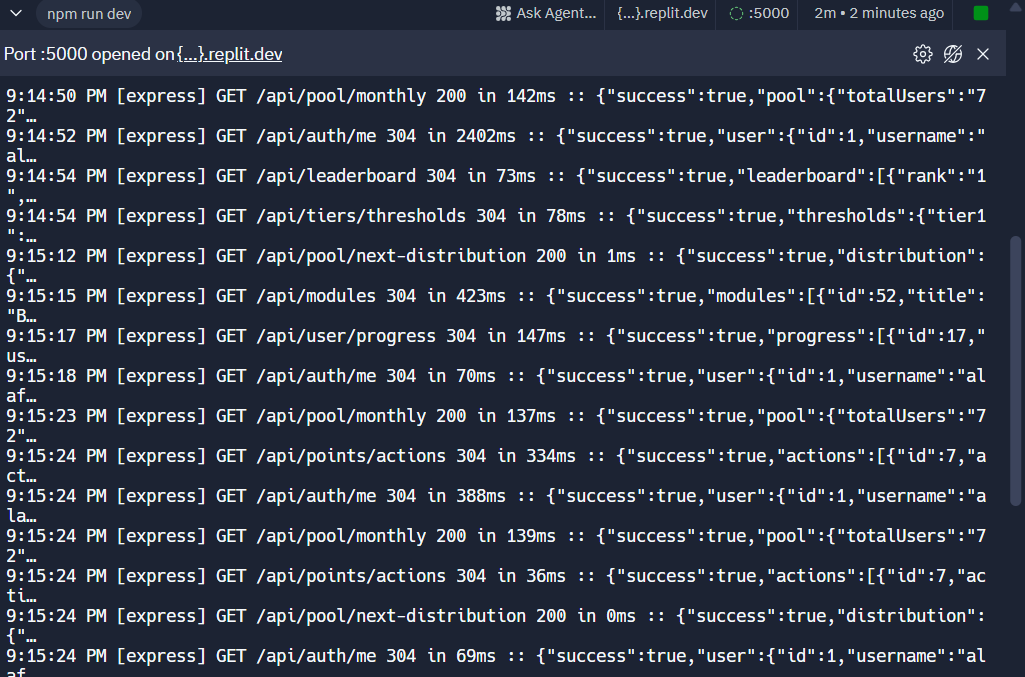 npm run dev
Ask Agent... {...}.replit.dev :5000 2m • 2 minutes ago
Port :5000 opened on {...}.replit.dev
9:14:50 PM [express] GET /api/pool/monthly 200 in 142ms :: {"success":true,"pool":{"totalUsers":"7
2"…
9:14:52 PM [express] GET /api/auth/me 304 in 2402ms :: {"success":true,"user":{"id":1,"username":"
al…
9:14:54 PM [express] GET /api/leaderboard 304 in 73ms :: {"success":true,"leaderboard":[{"rank":"1
",…
9:14:54 PM [express] GET /api/tiers/thresholds 304 in 78ms :: {"success":true,"thresholds":{"tier1
":…
9:15:12 PM [express] GET /api/pool/next-distribution 200 in 1ms :: {"success":true,"distribution":
{"…
9:15:15 PM [express] GET /api/modules 304 in 423ms :: {"success":true,"modules":[{"id":52,"title":
"B…
9:15:17 PM [express] GET /api/user/progress 304 in 147ms :: {"success":true,"progress":[{"id":17,"
us…
9:15:18 PM [express] GET /api/auth/me 304 in 70ms :: {"success":true,"user":{"id":1,"username":"al
af…
9:15:23 PM [express] GET /api/pool/monthly 200 in 137ms :: {"success":true,"pool":{"totalUsers":"7
2"…
9:15:24 PM [express] GET /api/points/actions 304 in 334ms :: {"success":true,"actions":[{"id":7,"a
ct…
9:15:24 PM [express] GET /api/auth/me 304 in 388ms :: {"success":true,"user":{"id":1,"username":"a
la…
9:15:24 PM [express] GET /api/pool/monthly 200 in 139ms :: {"success":true,"pool":{"totalUsers":"7
2"…
9:15:24 PM [express] GET /api/points/actions 304 in 36ms :: {"success":true,"actions":[{"id":7,"ac
ti…
9:15:24 PM [express] GET /api/pool/next-distribution 200 in 0ms :: {"success":true,"distribution":
{"…
9:15:24 PM [express] GET /api/auth/me 304 in 69ms :: {"success":true,"user":{"id":1,"username":"al